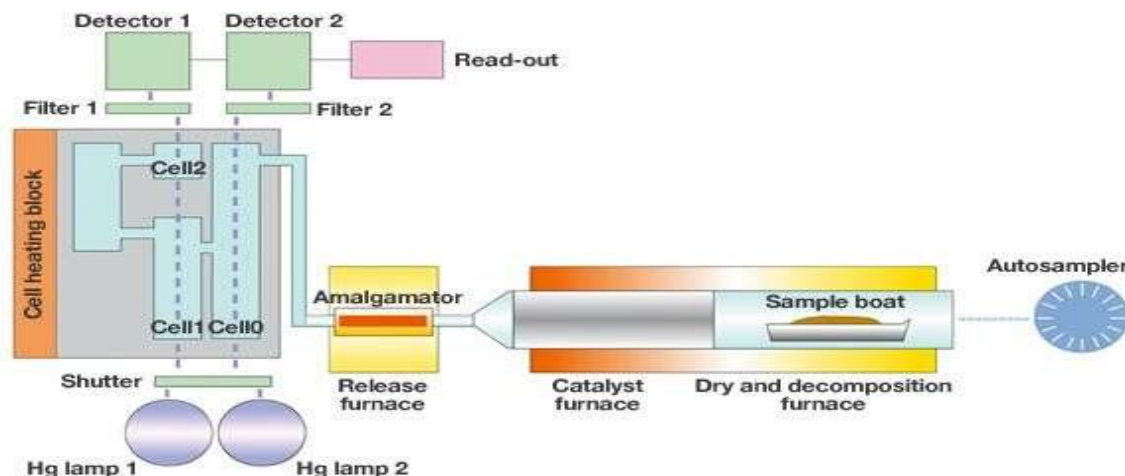 Detector 1
Detector 2
Read-out
Filter 1
Filter 2
Cell heating block
Cell2
Cell1
Cell0
Amalgamator
Sample boat
Autosampler
Shutter
Release
furnace
Catalyst
furnace
Dry and decomposition
furnace
Hg lamp 1
Hg lamp 2